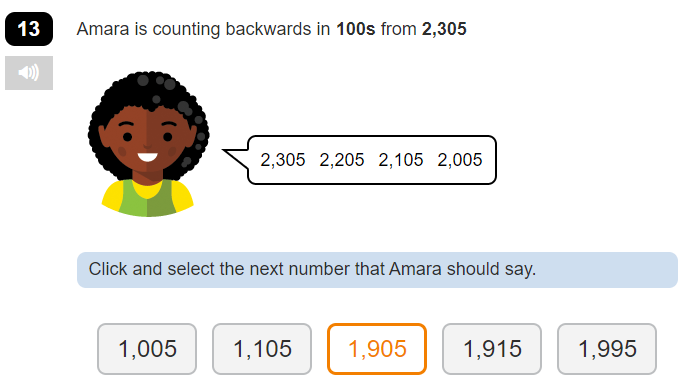 13 Amara is counting backwards in 100s from 2,305
2,305 2,205 2,105 2,005
Click and select the next number that Amara should say.
1,005 1,105 1,905 1,915 1,995